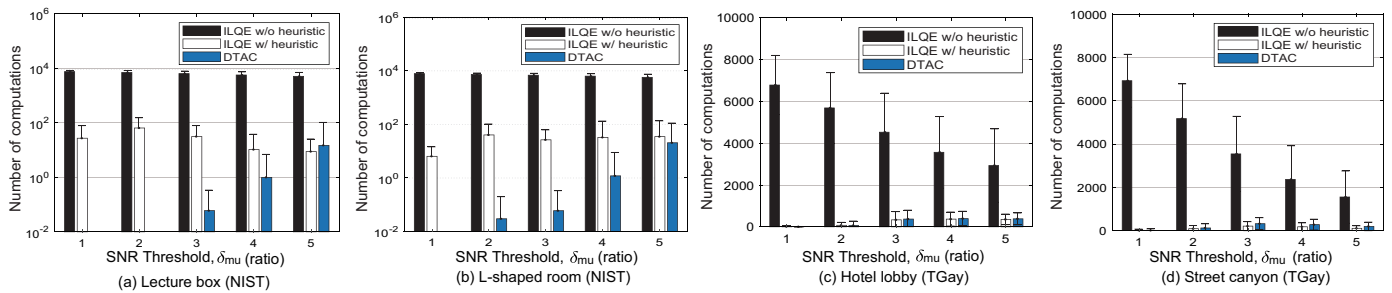 Number of computations
10^6
10^4
10^2
10^0
10^-2
ILQE w/o heuristic
ILQE w/ heuristic
DTAC
1 2 3 4 5
SNR Threshold, δmu (ratio)
(a) Lecture box (NIST)
Number of computations
10^6
10^4
10^2
10^0
10^-2
ILQE w/o heuristic
ILQE w/ heuristic
DTAC
1 2 3 4 5
SNR Threshold, δmu (ratio)
(b) L-shaped room (NIST)
Number of computations
10000
8000
6000
4000
2000
0
ILQE w/o heuristic
ILQE w/ heuristic
DTAC
1 2 3 4 5
SNR Threshold, δmu (ratio)
(c) Hotel lobby (TGay)
Number of computations
10000
8000
6000
4000
2000
0
ILQE w/o heuristic
ILQE w/ heuristic
DTAC
1 2 3 4 5
SNR Threshold, δmu (ratio)
(d) Street canyon (TGay)